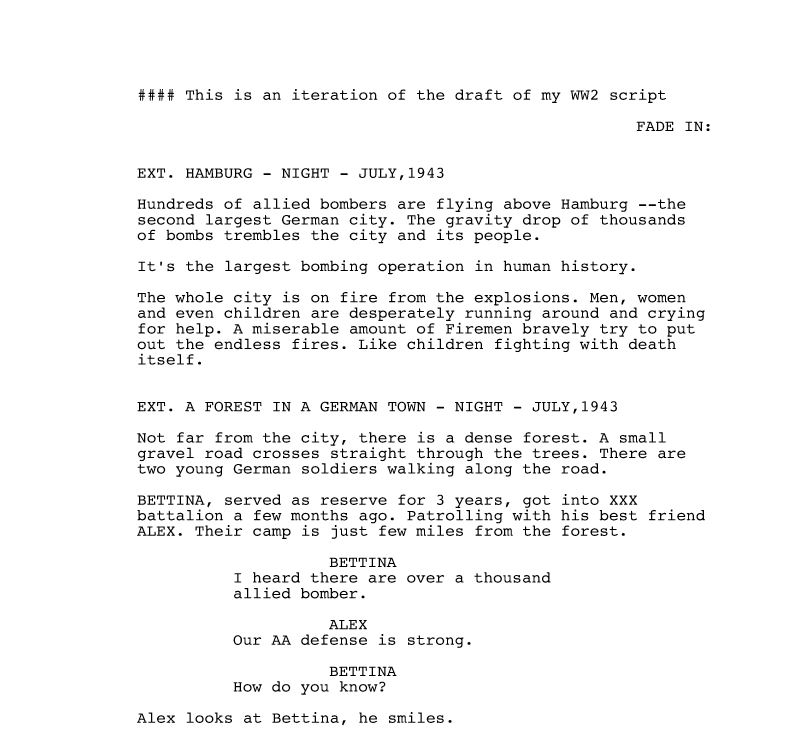 #### This is an iteration of the draft of my WW2 script
FADE IN:
EXT. HAMBURG - NIGHT - JULY,1943
Hundreds of allied bombers are flying above Hamburg --the
second largest German city. The gravity drop of thousands
of bombs trembles the city and its people.
It's the largest bombing operation in human history.
The whole city is on fire from the explosions. Men, women
and even children are desperately running around and crying
for help. A miserable amount of Firemen bravely try to put
out the endless fires. Like children fighting with death
itself.
EXT. A FOREST IN A GERMAN TOWN - NIGHT - JULY,1943
Not far from the city, there is a dense forest. A small
gravel road crosses straight through the trees. There are
two young German soldiers walking along the road.
BETTINA, served as reserve for 3 years, got into XXX
battalion a few months ago. Patrolling with his best friend
ALEX. Their camp is just few miles from the forest.
BETTINA
I heard there are over a thousand
allied bomber.
ALEX
Our AA defense is strong.
BETTINA
How do you know?
Alex looks at Bettina, he smiles.